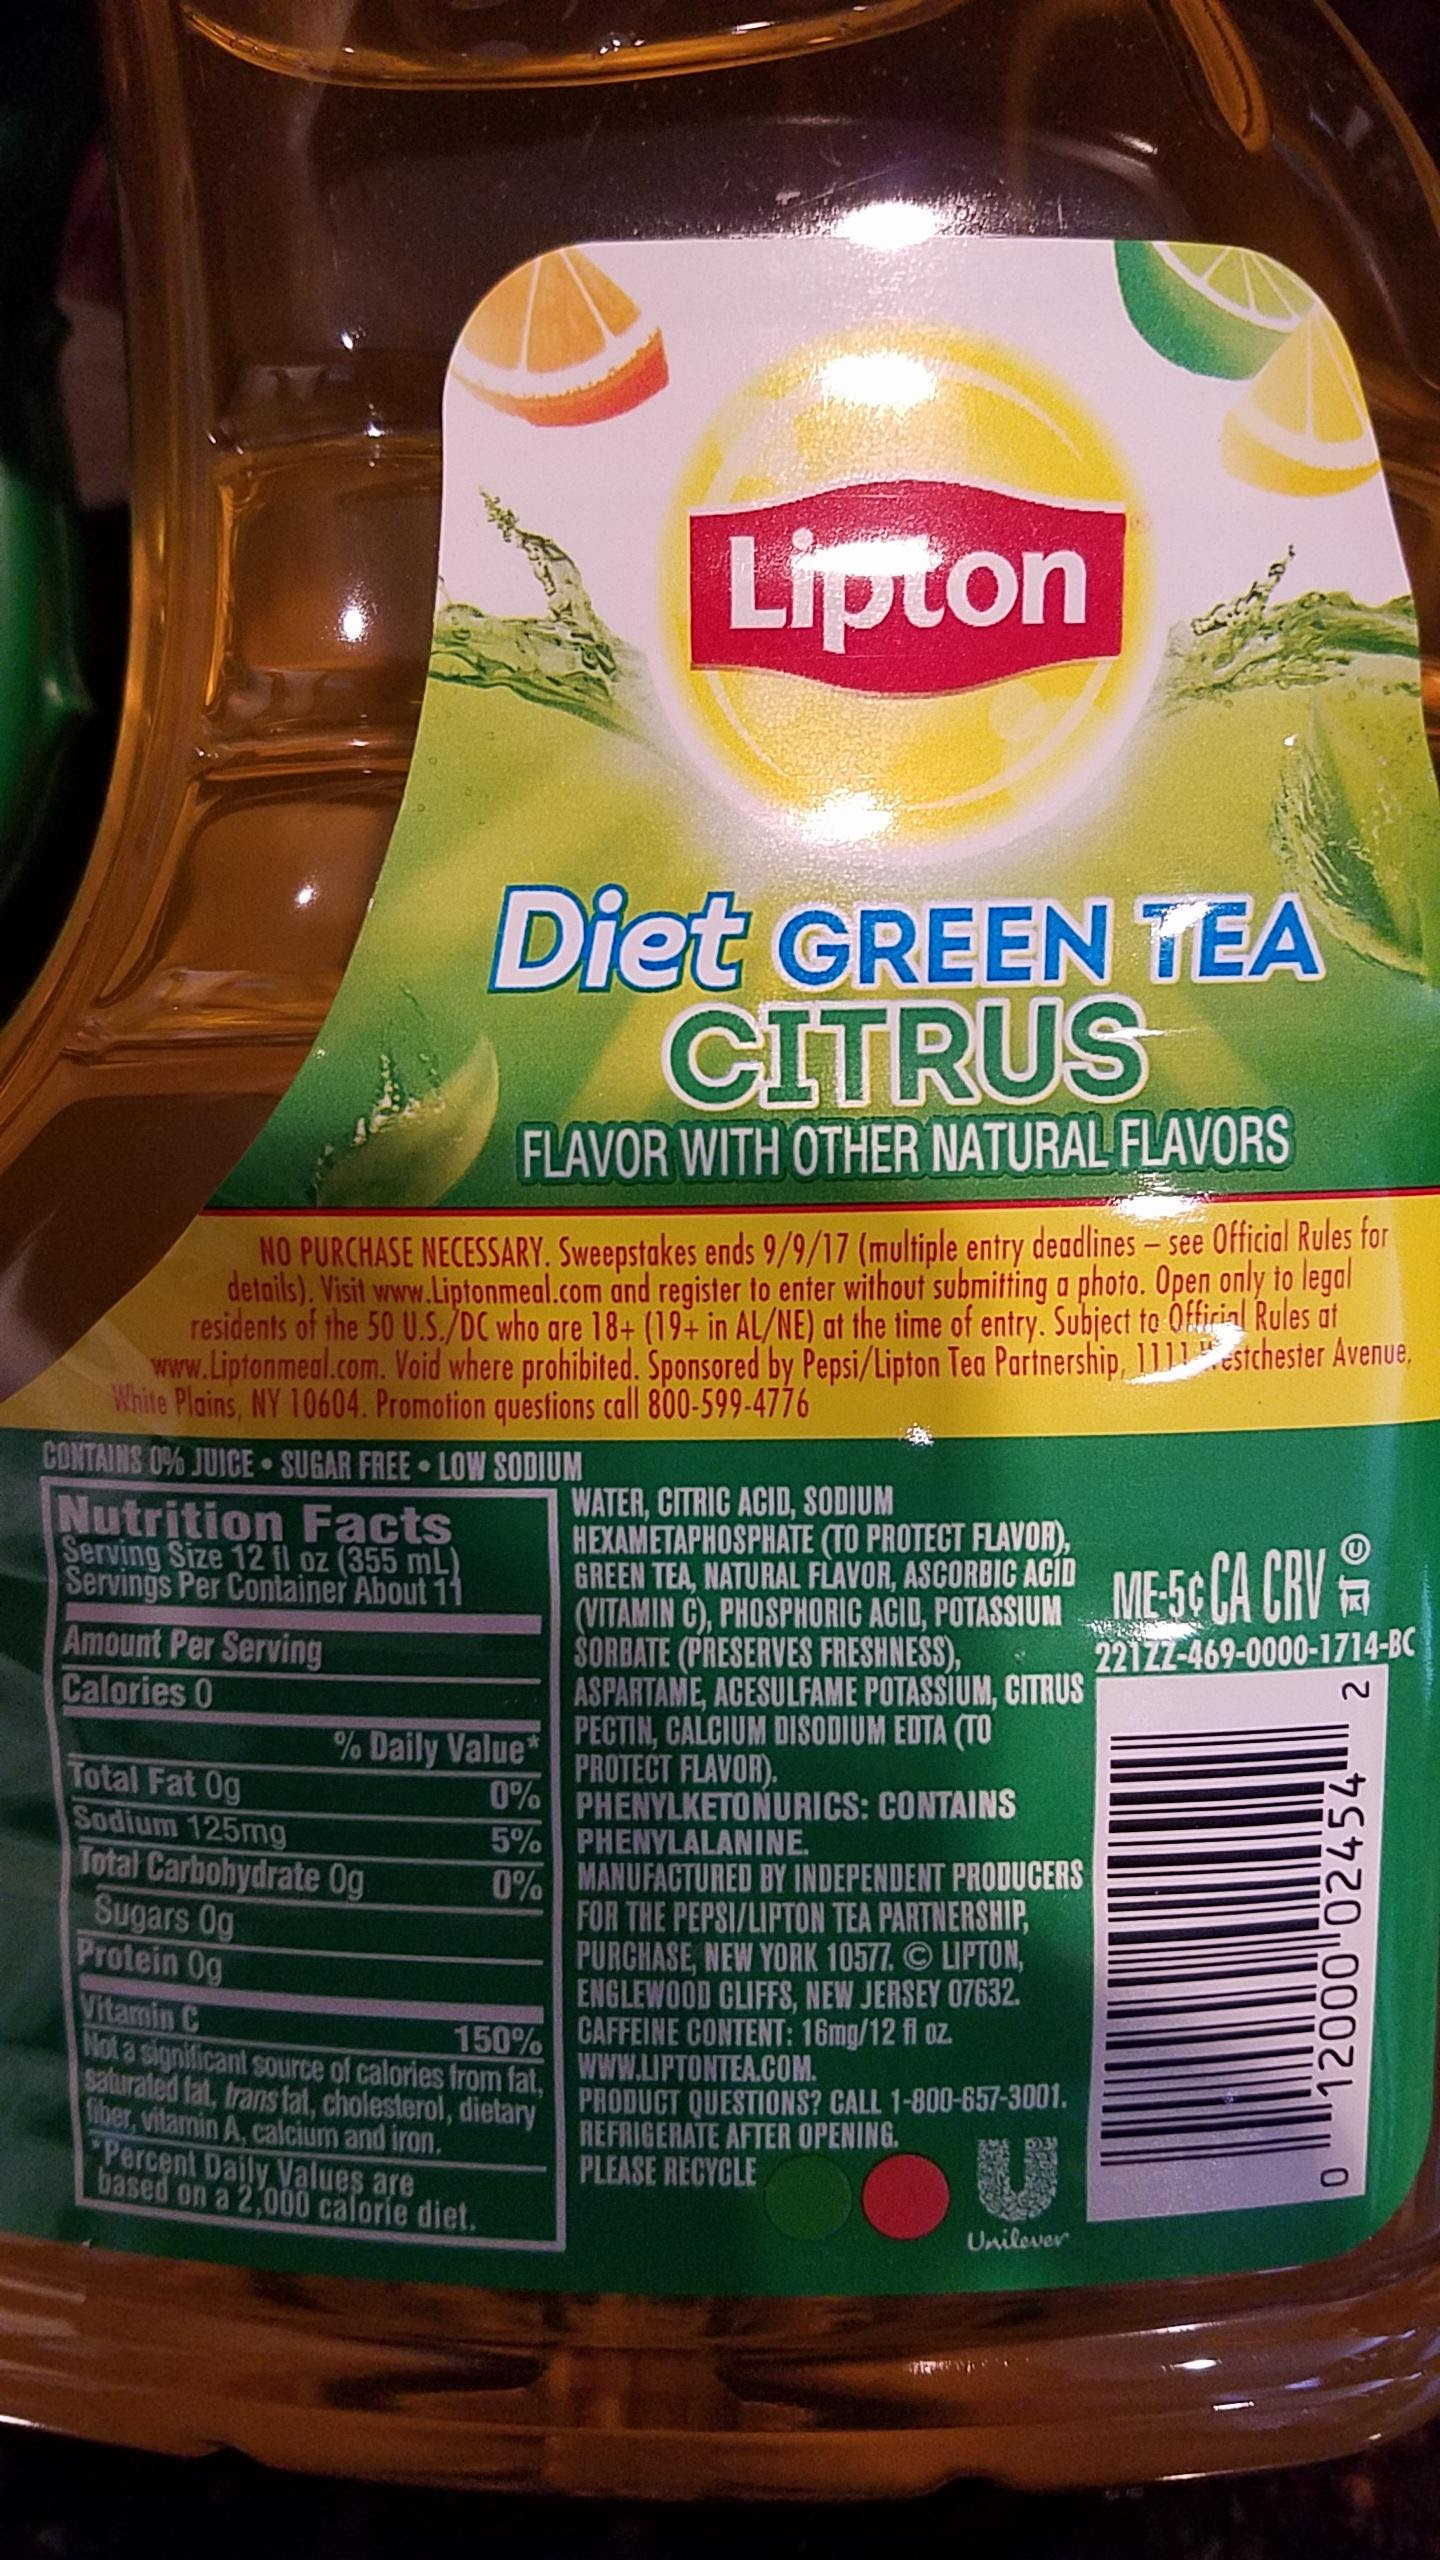 Lipton
Diet GREEN TEA
CITRUS
FLAVOR WITH OTHER NATURAL FLAVORS
NO PURCHASE NECESSARY. Sweepstakes ends 9/9/17 (multiple entry deadlines – see Official Rules for
details). Visit www.Liptonmeal.com and register to enter without submitting a photo. Open only to legal
residents of the 50 U.S./DC who are 18+ (19+ in AL/NE) at the time of entry. Subject to Official Rules at
www.Liptonmeal.com. Void where prohibited. Sponsored by Pepsi/Lipton Tea Partnership, 1111 Westchester Avenue,
White Plains, NY 10604. Promotion questions call 800-599-4776
CONTAINS 0% JUICE • SUGAR FREE • LOW SODIUM
Nutrition Facts
Serving Size 12 fl oz (355 mL)
Servings Per Container About 11
Amount Per Serving
Calories 0
% Daily Value*
Total Fat 0g 0%
Sodium 125mg 5%
Total Carbohydrate 0g 0%
Sugars 0g
Protein 0g
Vitamin C 150%
Not a significant source of calories from fat,
saturated fat, trans fat, cholesterol, dietary
fiber, vitamin A, calcium and iron.
*Percent Daily Values are
based on a 2,000 calorie diet.
WATER, CITRIC ACID, SODIUM
HEXAMETAPHOSPHATE (TO PROTECT FLAVOR),
GREEN TEA, NATURAL FLAVOR, ASCORBIC ACID
(VITAMIN C), PHOSPHORIC ACID, POTASSIUM
SORBATE (PRESERVES FRESHNESS),
ASPARTAME, ACESULFAME POTASSIUM, CITRUS
PECTIN, CALCIUM DISODIUM EDTA (TO
PROTECT FLAVOR).
PHENYLKETONURICS: CONTAINS
PHENYLALANINE.
MANUFACTURED BY INDEPENDENT PRODUCERS
FOR THE PEPSI/LIPTON TEA PARTNERSHIP,
PURCHASE, NEW YORK 10577. © LIPTON,
ENGLEWOOD CLIFFS, NEW JERSEY 07632.
CAFFEINE CONTENT: 16mg/12 fl oz.
WWW.LIPTONTEA.COM.
PRODUCT QUESTIONS? CALL 1-800-657-3001.
REFRIGERATE AFTER OPENING.
PLEASE RECYCLE
Unilever
ME-5¢ CA CRV Ⓤ
221ZZ-469-0000-1714-BC
0 12000 02454 2